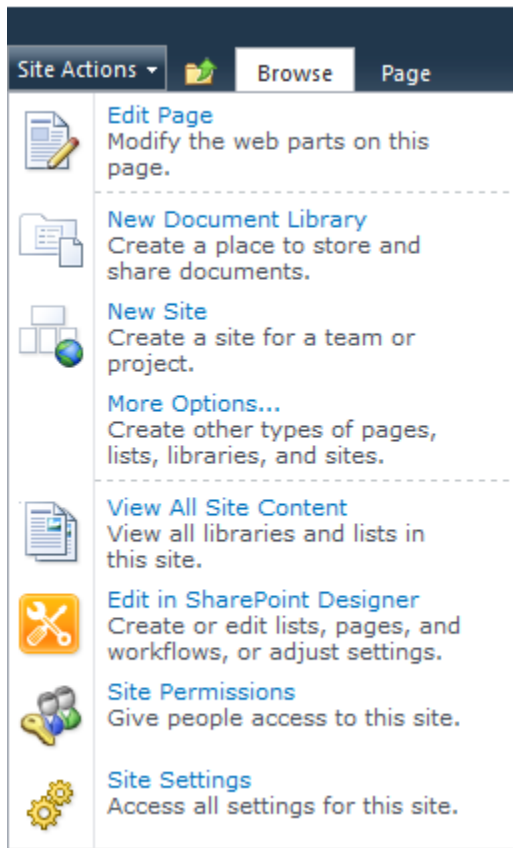 Site Actions Browse Page
Edit Page
Modify the web parts on this
page.
New Document Library
Create a place to store and
share documents.
New Site
Create a site for a team or
project.
More Options...
Create other types of pages,
lists, libraries, and sites.
View All Site Content
View all libraries and lists in
this site.
Edit in SharePoint Designer
Create or edit lists, pages, and
workflows, or adjust settings.
Site Permissions
Give people access to this site.
Site Settings
Access all settings for this site.